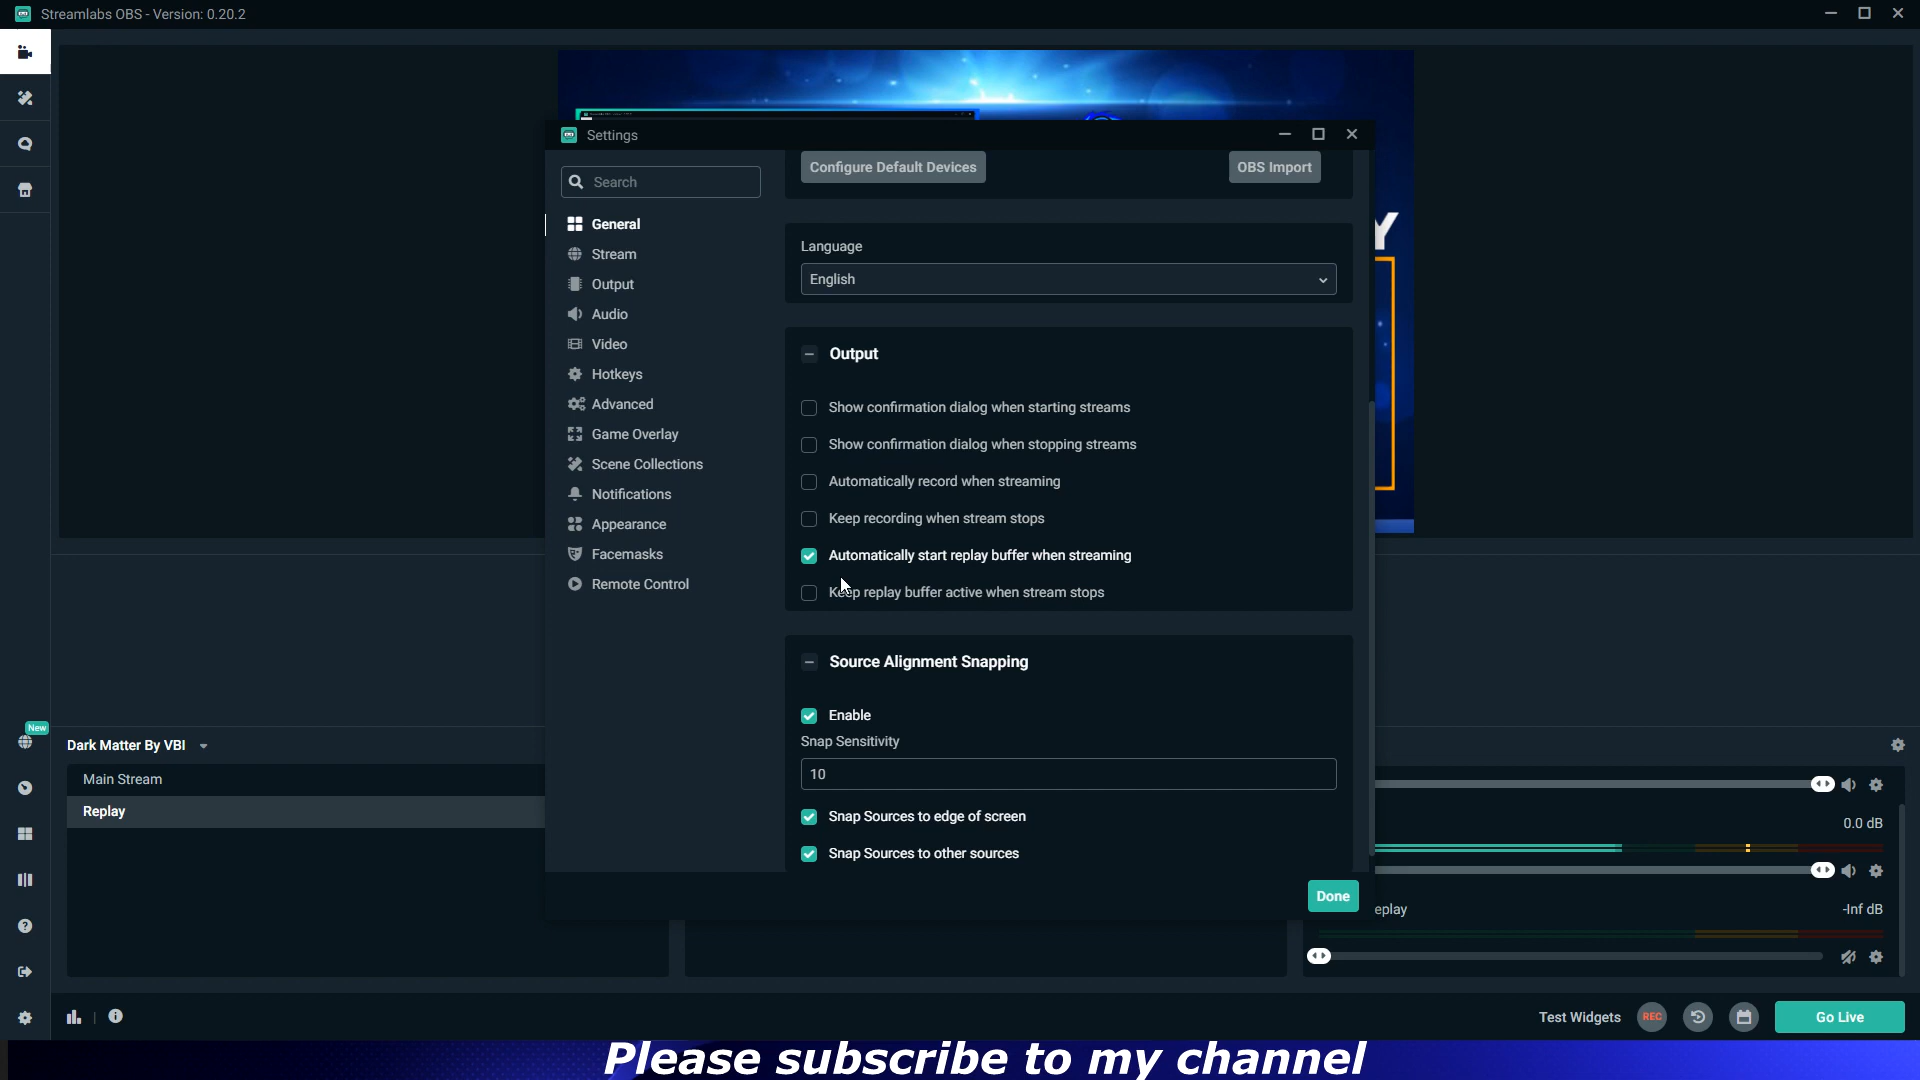 Streamlabs OBS - Version: 0.20.2
Settings
Configure Default Devices
OBS Import
Search
General
Stream
Output
Audio
Video
Hotkeys
Advanced
Game Overlay
Scene Collections
Notifications
Appearance
Facemasks
Remote Control
Language
English
Output
Show confirmation dialog when starting streams
Show confirmation dialog when stopping streams
Automatically record when streaming
Keep recording when stream stops
Automatically start replay buffer when streaming
Keep replay buffer active when stream stops
Source Alignment Snapping
Enable
Snap Sensitivity
10
Snap Sources to edge of screen
Snap Sources to other sources
Done
Y
New
Dark Matter By VBI
Main Stream
Replay
0.0 dB
eplay
-Inf dB
Test Widgets
REC
Go Live
Please subscribe to my channel